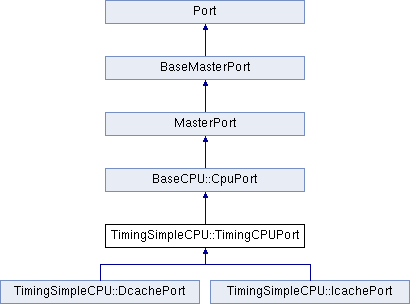 Port
BaseMasterPort
MasterPort
BaseCPU::CpuPort
TimingSimpleCPU::TimingCPUPort
TimingSimpleCPU::DcachePort
TimingSimpleCPU::IcachePort